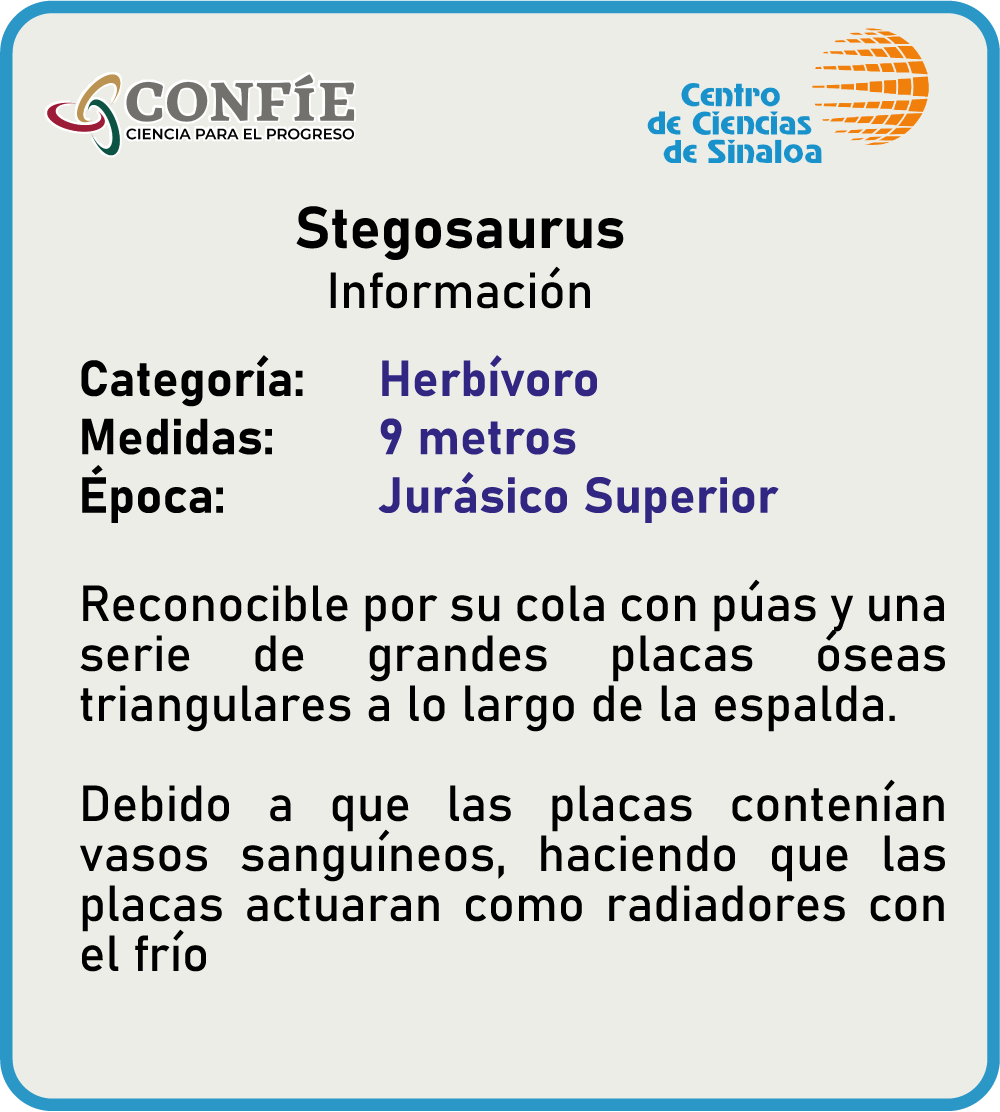 CONFÍE
CIENCIA PARA EL PROGRESO
Centro
de Ciencias
de Sinaloa
Stegosaurus
Información
Categoría: Herbívoro
Medidas: 9 metros
Época: Jurásico Superior
Reconocible por su cola con púas y una
serie de grandes placas óseas
triangulares a lo largo de la espalda.
Debido a que las placas contenían
vasos sanguíneos, haciendo que las
placas actuaran como radiadores con
el frío